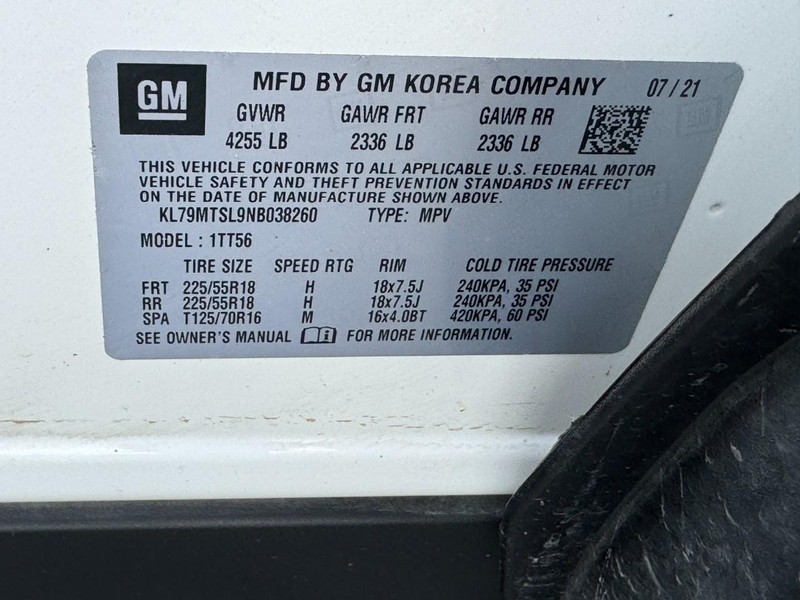 GM MFD BY GM KOREA COMPANY 07/21
GVWR GAWR FRT GAWR RR
4255 LB 2336 LB 2336 LB
THIS VEHICLE CONFORMS TO ALL APPLICABLE U.S. FEDERAL MOTOR
VEHICLE SAFETY AND THEFT PREVENTION STANDARDS IN EFFECT
ON THE DATE OF MANUFACTURE SHOWN ABOVE.
KL79MTSL9NB038260 TYPE: MPV
MODEL : 1TT56
TIRE SIZE SPEED RTG RIM COLD TIRE PRESSURE
FRT 225/55R18 H 18x7.5J 240KPA, 35 PSI
RR 225/55R18 H 18x7.5J 240KPA, 35 PSI
SPA T125/70R16 M 16x4.0BT 420KPA, 60 PSI
SEE OWNER'S MANUAL FOR MORE INFORMATION